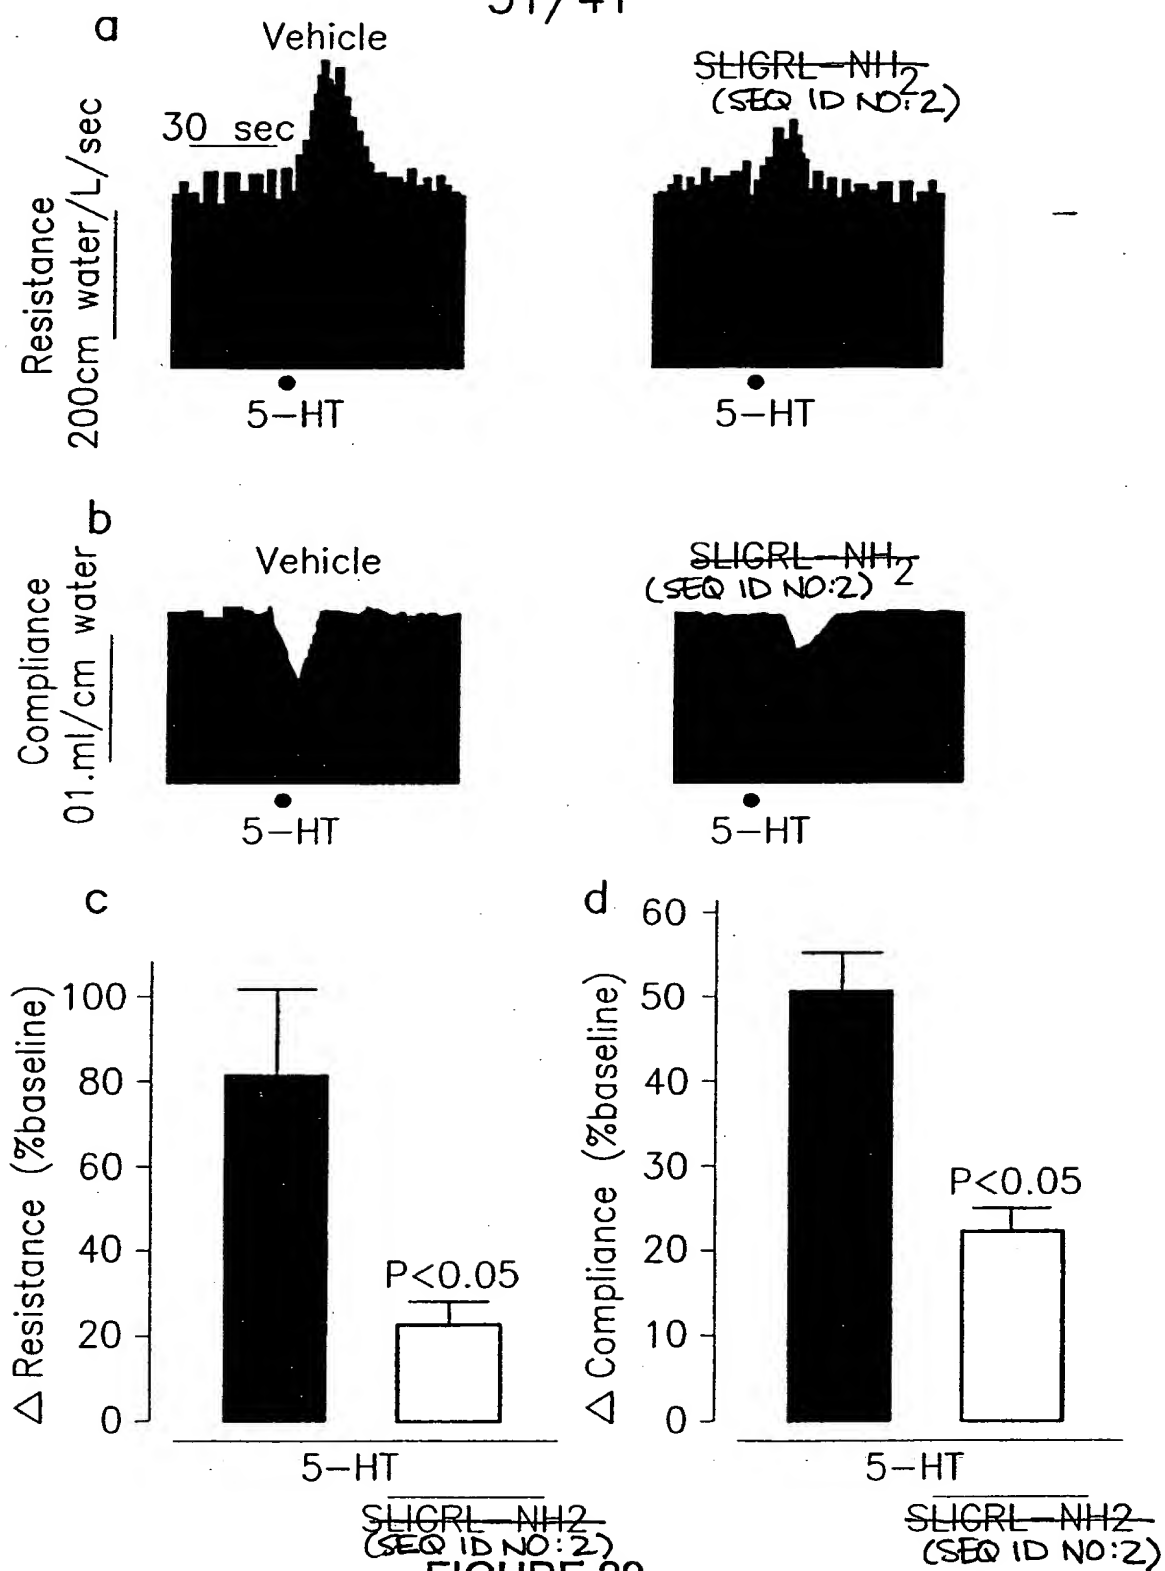 a
Vehicle
SLIGRL-NH2
(SEQ ID NO:2)
30 sec
Resistance
200cm water/L/sec
5-HT
5-HT
b
Vehicle
SLIGRL-NH2
(SEQ ID NO:2)
Compliance
01.ml/cm water
5-HT
5-HT
c
Δ Resistance (%baseline)
100
80
60
40
20
0
P<0.05
5-HT
SLIGRL-NH2
(SEQ ID NO:2)
d
Δ Compliance (%baseline)
60
50
40
30
20
10
0
P<0.05
5-HT
SLIGRL-NH2
(SEQ ID NO:2)